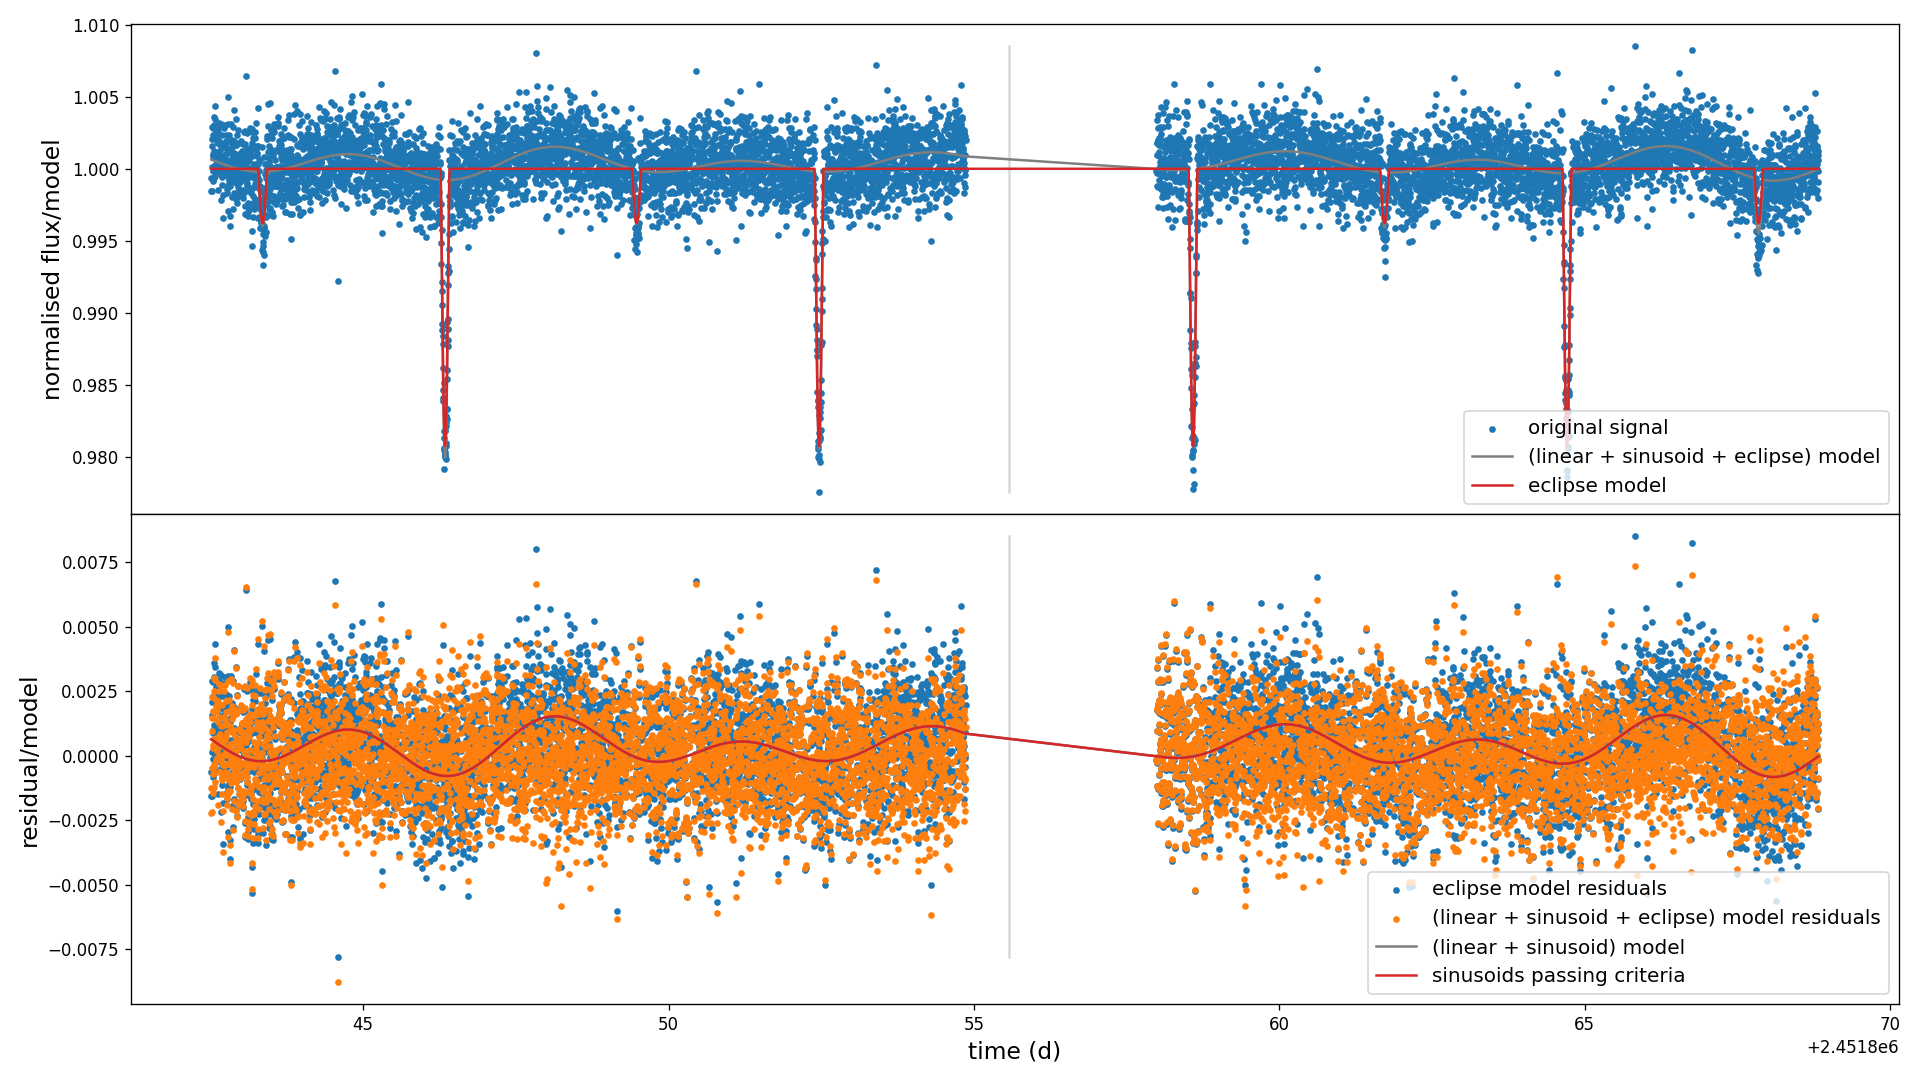 1.010
1.005
1.000
0.995
0.990
0.985
0.980
normalised flux/model
original signal
(linear + sinusoid + eclipse) model
eclipse model
0.0075
0.0050
0.0025
0.0000
−0.0025
−0.0050
−0.0075
residual/model
eclipse model residuals
(linear + sinusoid + eclipse) model residuals
(linear + sinusoid) model
sinusoids passing criteria
45 50 55 60 65 70
time (d)
+2.4518e6